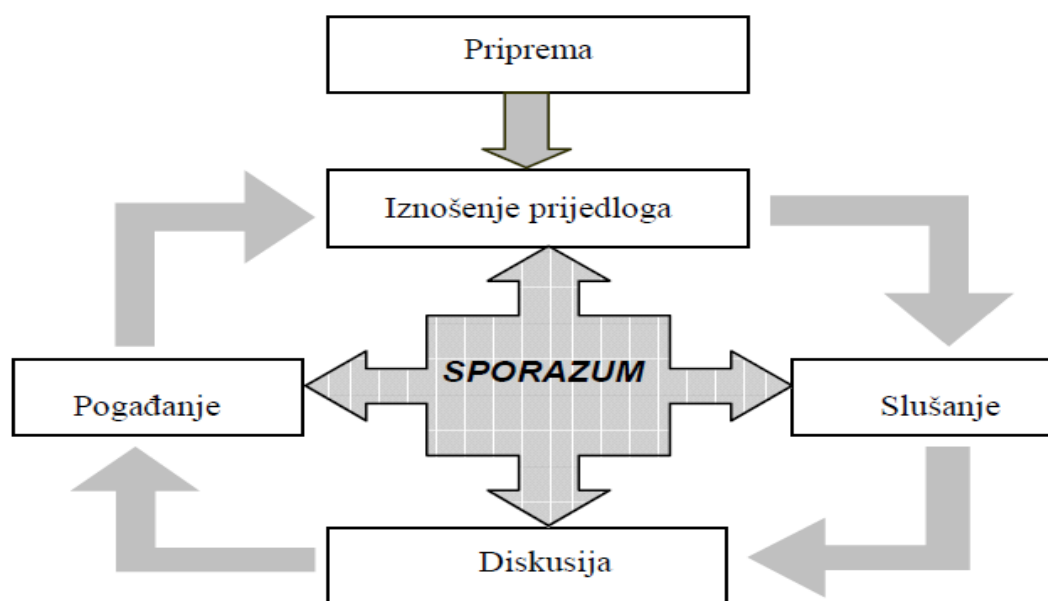 Priprema
Iznošenje prijedloga
SPORAZUM
Pogađanje
Slušanje
Diskusija